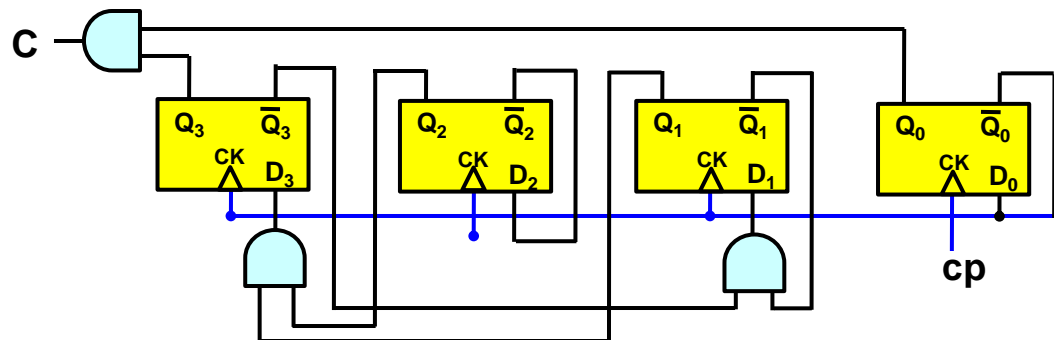 C
Q₃ Q̅₃
CK D₃
Q₂ Q̅₂
CK D₂
Q₁ Q̅₁
CK D₁
Q₀ Q̅₀
CK D₀
cp